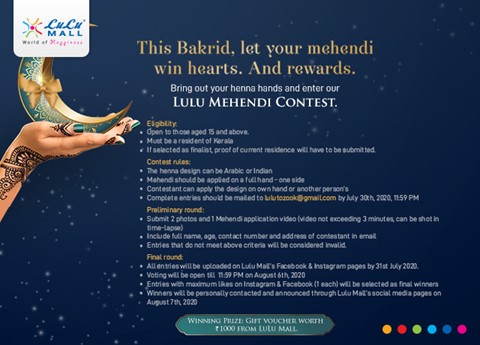 LuLu
MALL
World of Happiness
This Bakrid, let your mehendi
win hearts. And rewards.
Bring out your henna hands and enter our
LULU MEHENDI CONTEST.
Eligibility:
• Open to those aged 15 and above.
• Must be a resident of Kerala
• If selected as finalist, proof of current residence will have to be submitted.
Contest rules:
• The henna design can be Arabic or Indian
• Mehendi should be applied on a full hand - one side
• Contestant can apply the design on own hand or another person's
• Complete entries should be mailed to lulutozook@gmail.com by July 30th, 2020, 11:59 PM
Preliminary round:
• Submit 2 photos and 1 Mehendi application video (video not exceeding 3 minutes, can be shot in
time-lapse)
• Include full name, age, contact number and address of contestant in email
• Entries that do not meet above criteria will be considered invalid.
Final round:
• All entries will be uploaded on Lulu Mall's Facebook & Instagram pages by 31st July 2020.
• Voting will be open till 11:59 PM on August 6th, 2020
• Entries with maximum likes on Instagram & Facebook (1 each) will be selected as final winners
• Winners will be personally contacted and announced through Lulu Mall's social media pages on
August 7th, 2020
WINNING PRIZE: GIFT VOUCHER WORTH
₹1000 FROM LULU MALL.